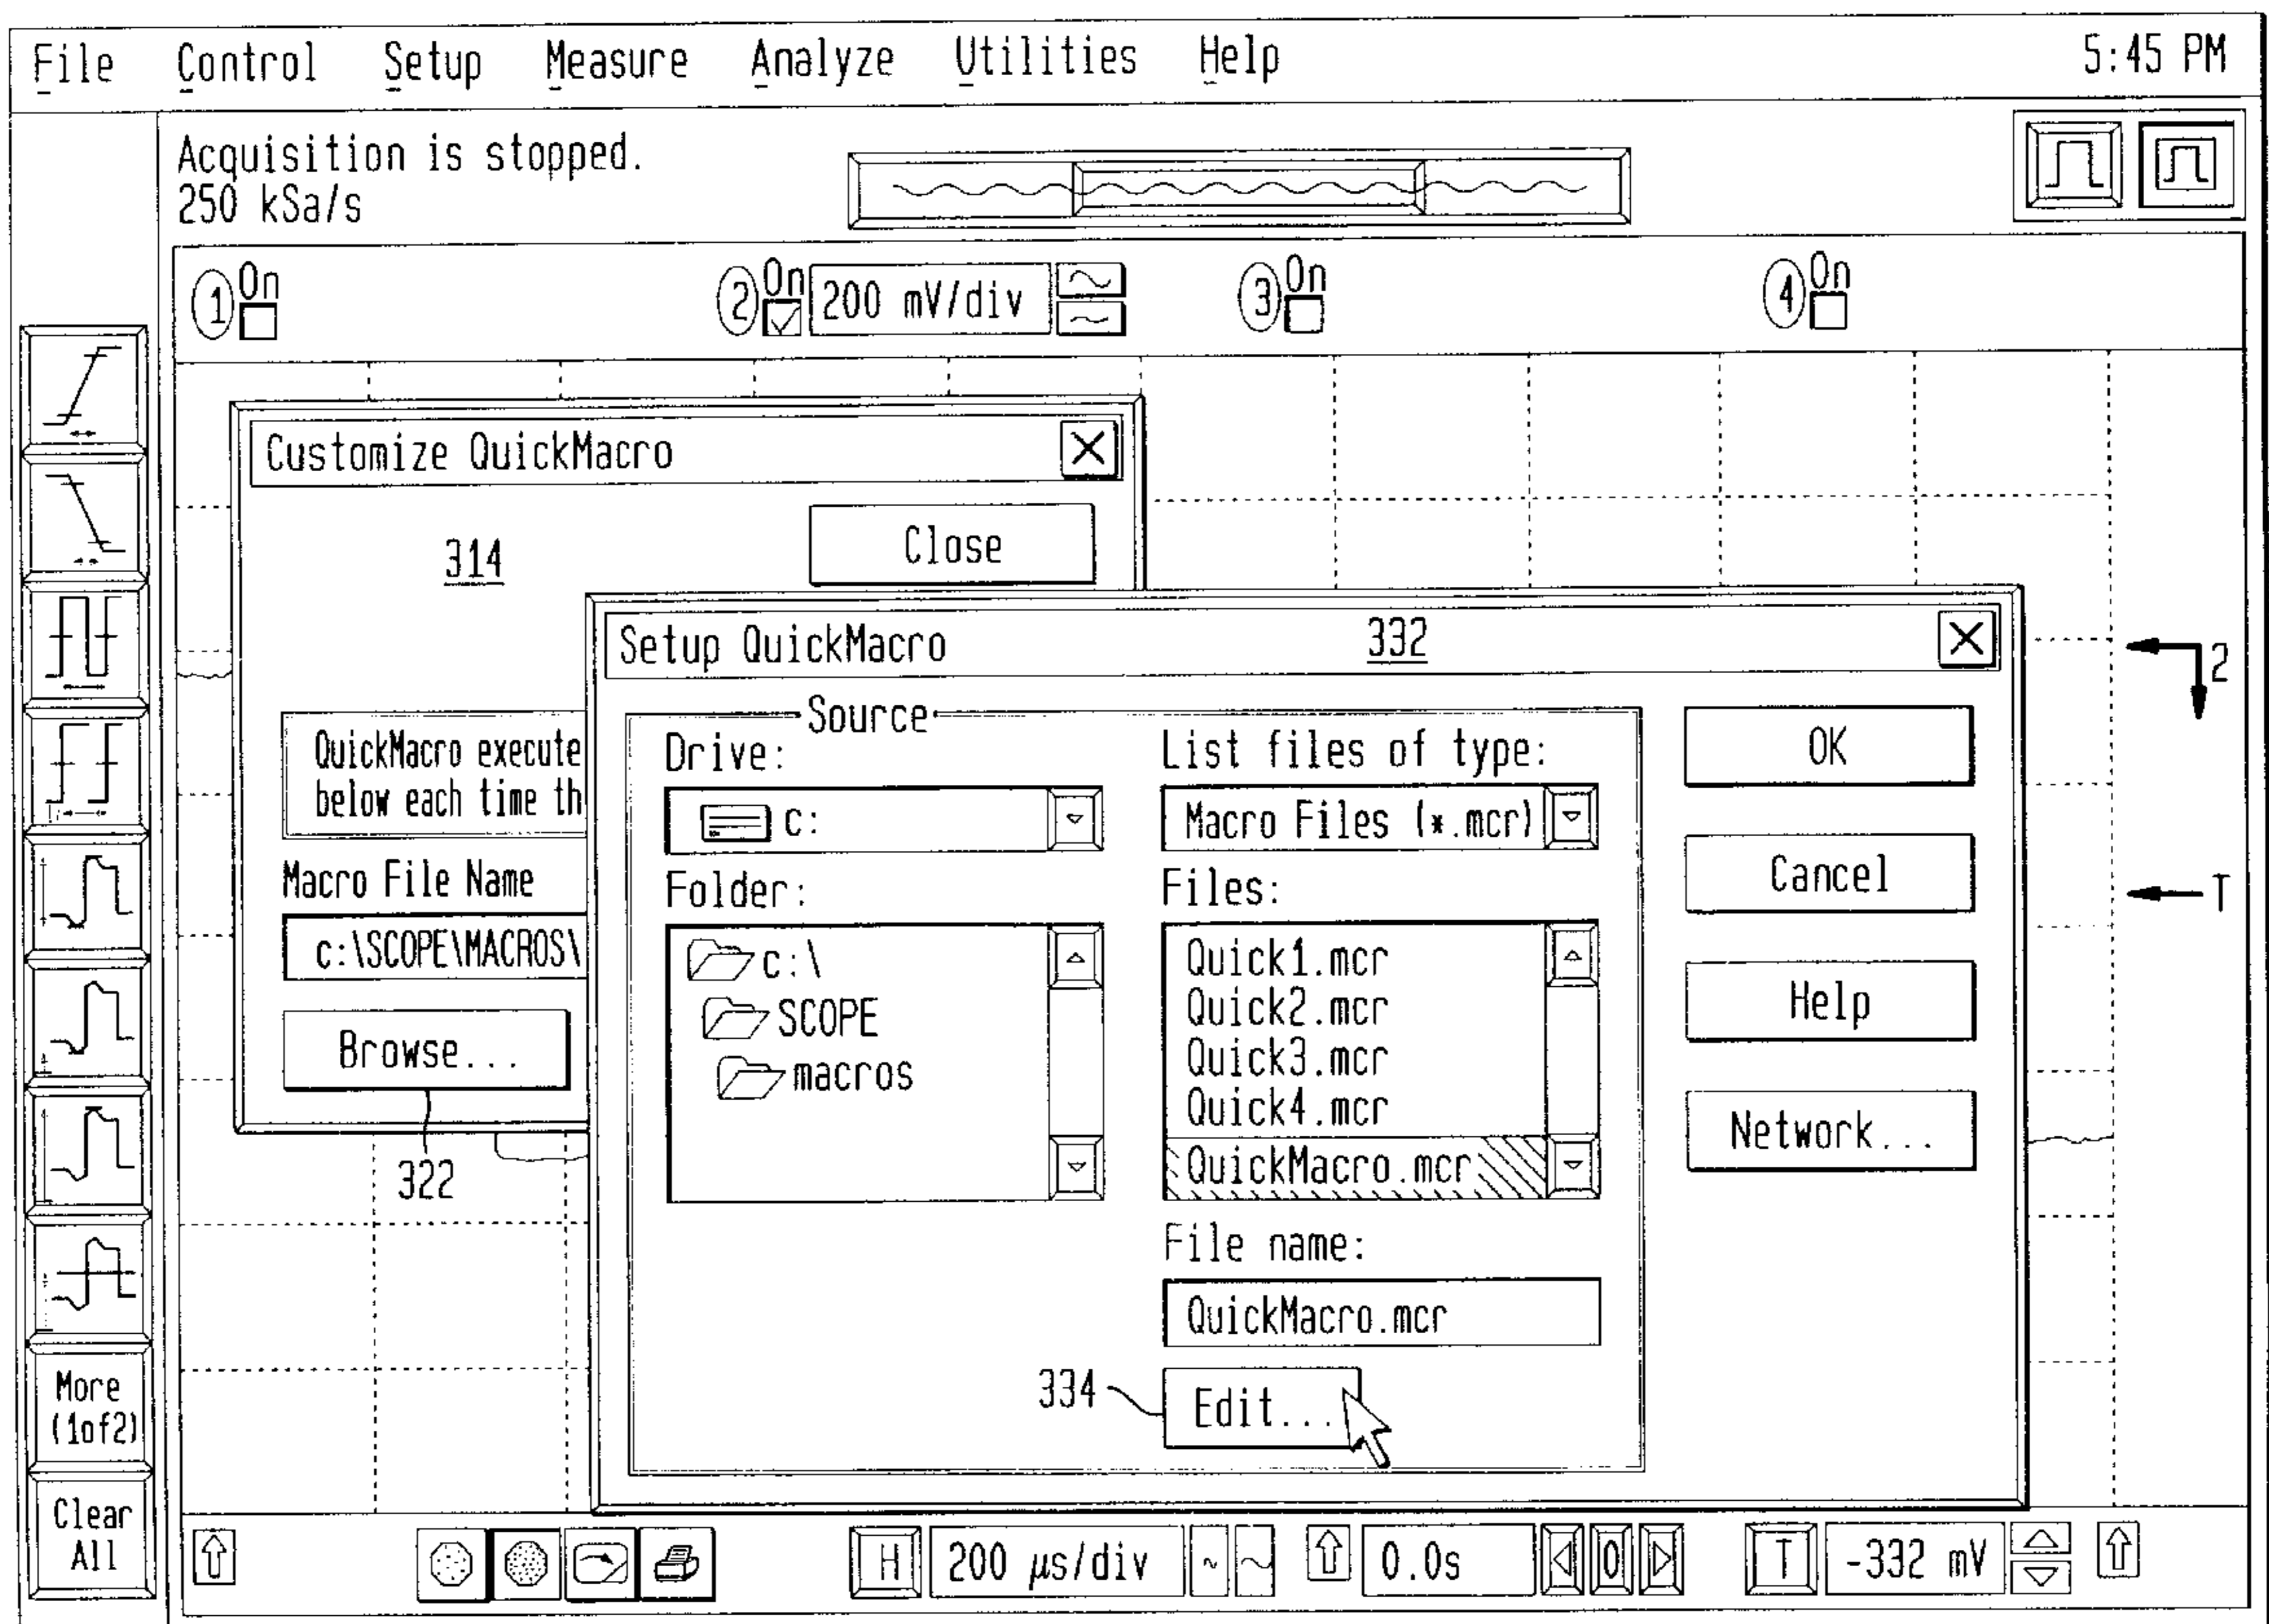 File Control Setup Measure Analyze Utilities Help 5:45 PM
Acquisition is stopped.
250 kSa/s
1 On 2 On 200 mV/div 3 On 4 On
Customize QuickMacro
Close
314
Setup QuickMacro 332
2
Source
QuickMacro execute
below each time th
Macro File Name
c:\SCOPE\MACROS\
Browse...
322
Drive:
c:
Folder:
c:\
SCOPE
macros
List files of type:
Macro Files (*.mcr)
Files:
Quick1.mcr
Quick2.mcr
Quick3.mcr
Quick4.mcr
QuickMacro.mcr
File name:
QuickMacro.mcr
334 Edit...
OK
Cancel
Help
Network...
T
More
(1of2)
Clear
All
H 200 μs/div 0.0s 0 T -332 mV